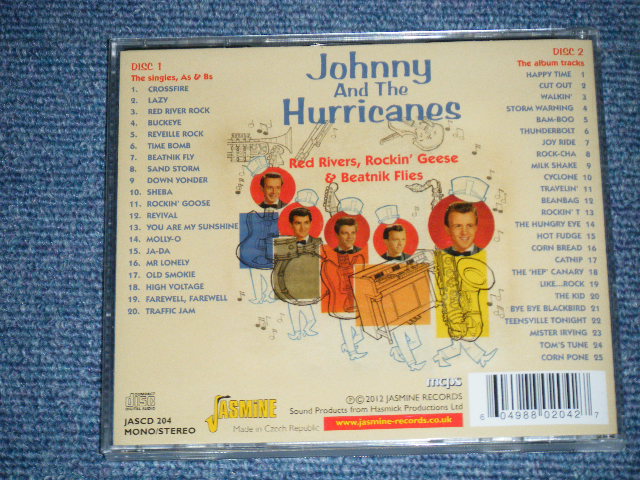 DISC 1
The singles, As & Bs
1. CROSSFIRE
2. LAZY
3. RED RIVER ROCK
4. BUCKEYE
5. REVEILLE ROCK
6. TIME BOMB
7. BEATNIK FLY
8. SAND STORM
9 DOWN YONDER
10. SHEBA
11. ROCKIN' GOOSE
12. REVIVAL
13. YOU ARE MY SUNSHINE
14. MOLLY-O
15. JA-DA
16. MR LONELY
17. OLD SMOKIE
18. HIGH VOLTAGE
19. FAREWELL, FAREWELL
20. TRAFFIC JAM
Johnny
And The
Hurricanes
Red Rivers, Rockin' Geese
& Beatnik Flies
DISC 2
The album tracks
HAPPY TIME 1
CUT OUT 2
WALKIN' 3
STORM WARNING 4
BAM-BOO 5
THUNDERBOLT 6
JOY RIDE 7
ROCK-CHA 8
MILK SHAKE 9
CYCLONE 10
TRAVELIN' 11
BEANBAG 12
ROCKIN' T 13
THE HUNGRY EYE 14
HOT FUDGE 15
CORN BREAD 16
CATNIP 17
THE 'HEP' CANARY 18
LIKE...ROCK 19
THE KID 20
BYE BYE BLACKBIRD 21
TEENSVILLE TONIGHT 22
MISTER IRVING 23
TOM'S TUNE 24
CORN PONE 25
COMPACT
disc
DIGITAL AUDIO
JASCD 204
MONO/STEREO
JASMINE
mcps
℗©2012 JASMINE RECORDS
Sound Products from Hasmick Productions Ltd
Made in Czech Republic
www.jasmine-records.co.uk
6 04988 02042 7